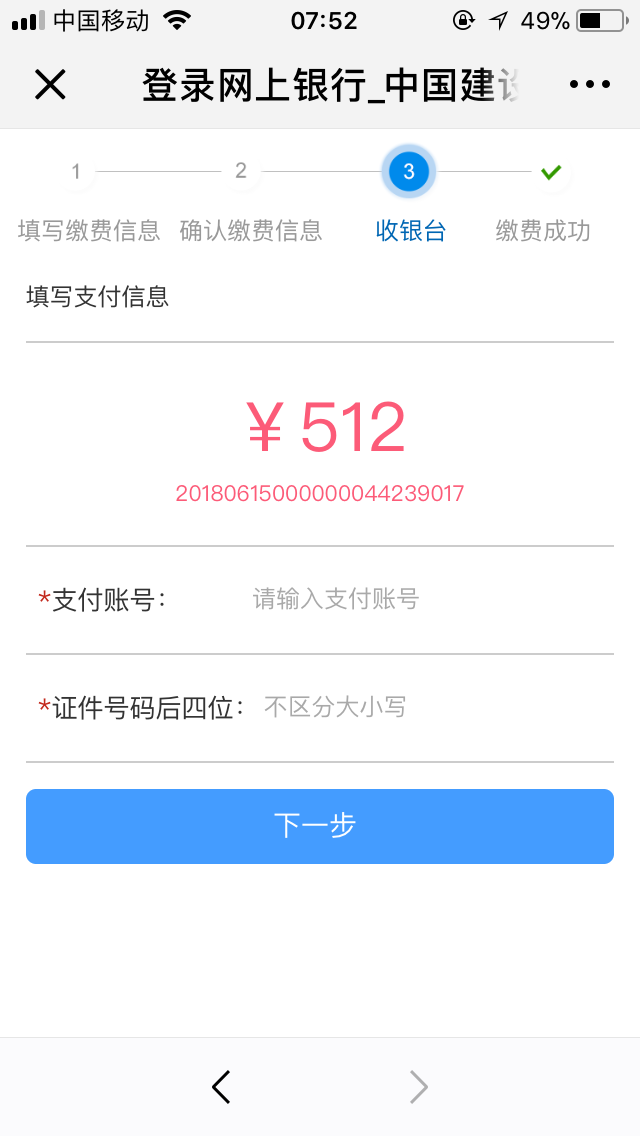 中国移动 07:52 49%
登录网上银行_中国建设
1 2 3
填写缴费信息 确认缴费信息 收银台 缴费成功
填写支付信息
¥ 512
20180615000000044239017
*支付账号: 请输入支付账号
*证件号码后四位: 不区分大小写
下一步